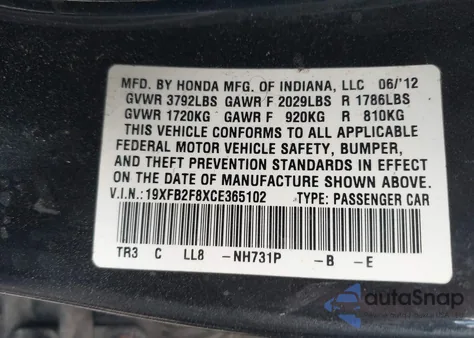 MFD. BY HONDA MFG. OF INDIANA, LLC 06/'12
GVWR 3792LBS GAWR F 2029LBS R 1786LBS
GVWR 1720KG GAWR F 920KG R 810KG
THIS VEHICLE CONFORMS TO ALL APPLICABLE
FEDERAL MOTOR VEHICLE SAFETY, BUMPER,
AND THEFT PREVENTION STANDARDS IN EFFECT
ON THE DATE OF MANUFACTURE SHOWN ABOVE.
V.I.N.:19XFB2F8XCE365102 TYPE: PASSENGER CAR
TR3 C LL8 -NH731P -B -E
autoSnap